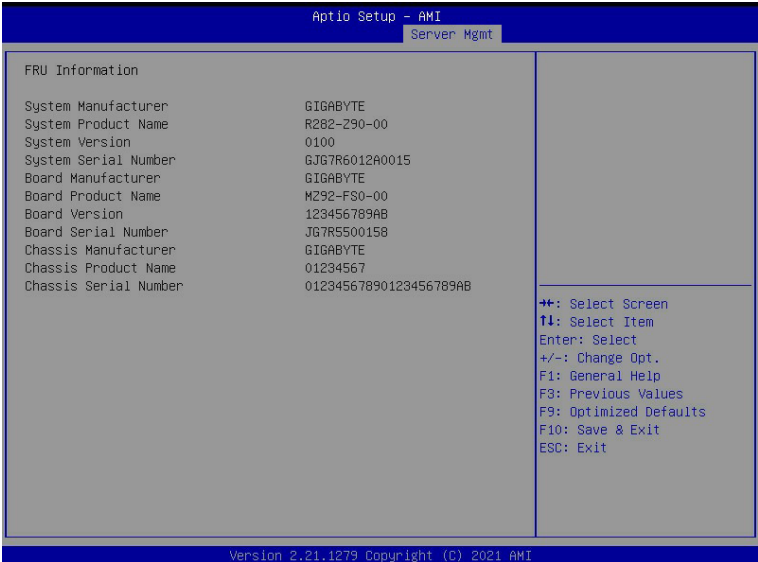 Aptio Setup – AMI
Server Mgmt
FRU Information
System Manufacturer GIGABYTE
System Product Name R282-Z90-00
System Version 0100
System Serial Number GJG7R6012A0015
Board Manufacturer GIGABYTE
Board Product Name MZ92-FS0-00
Board Version 123456789AB
Board Serial Number JG7R5500158
Chassis Manufacturer GIGABYTE
Chassis Product Name 01234567
Chassis Serial Number 01234567890123456789AB
→←: Select Screen
↑↓: Select Item
Enter: Select
+/-: Change Opt.
F1: General Help
F3: Previous Values
F9: Optimized Defaults
F10: Save & Exit
ESC: Exit
Version 2.21.1279 Copyright (C) 2021 AMI